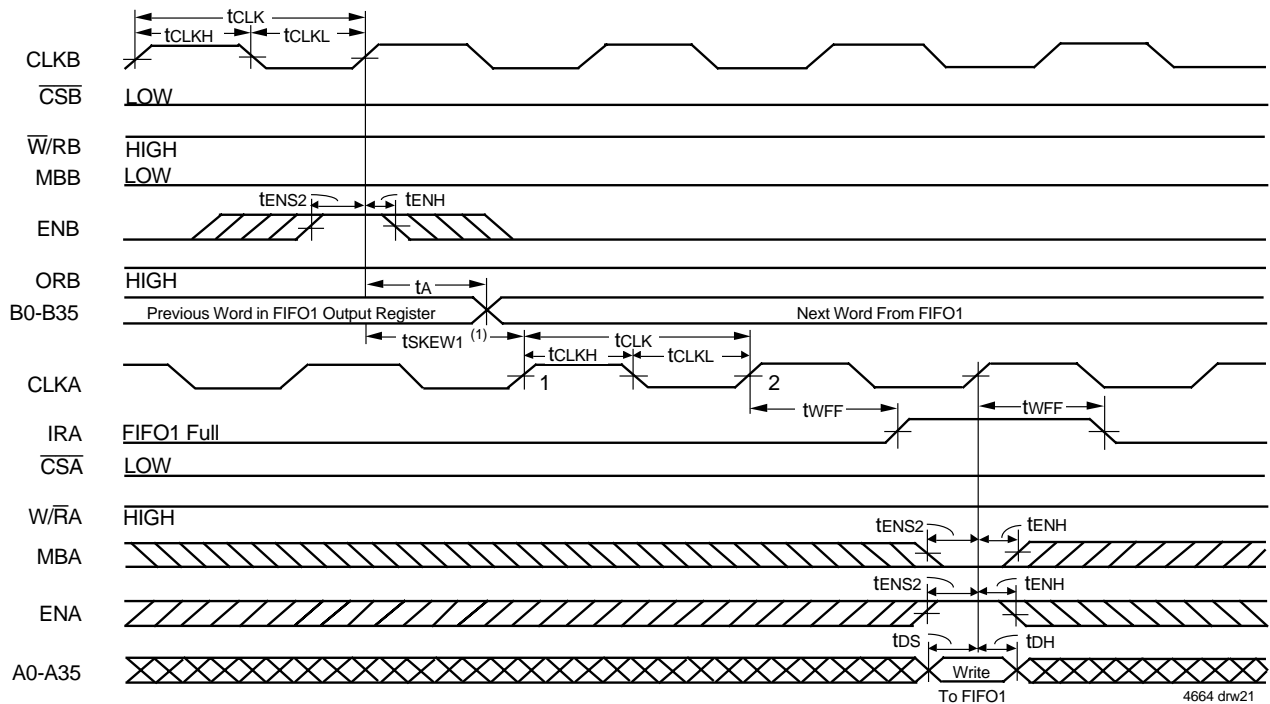 tCLK
tCLKH tCLKL
CLKB
CSB LOW
W/RB HIGH
MBB LOW
tENS2 tENH
ENB
ORB HIGH
tA
B0-B35 Previous Word in FIFO1 Output Register Next Word From FIFO1
tSKEW1 (1) tCLK
tCLKH tCLKL
CLKA 1 2
tWFF tWFF
IRA FIFO1 Full
CSA LOW
W/RA HIGH
tENS2 tENH
MBA
tENS2 tENH
ENA
tDS tDH
A0-A35 Write
To FIFO1 4664 drw21